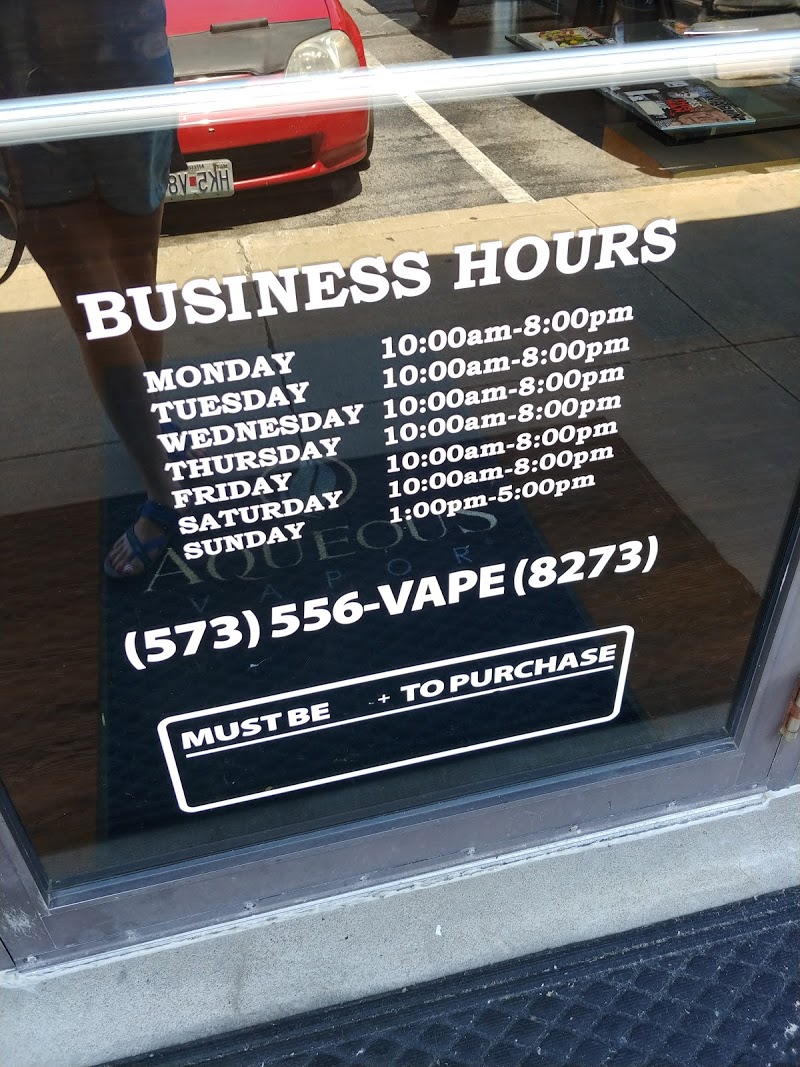 BUSINESS HOURS
MONDAY 10:00am-8:00pm
TUESDAY 10:00am-8:00pm
WEDNESDAY 10:00am-8:00pm
THURSDAY 10:00am-8:00pm
FRIDAY 10:00am-8:00pm
SATURDAY 10:00am-8:00pm
SUNDAY 1:00pm-5:00pm
AQUEOUS
VAPOR
(573) 556-VAPE (8273)
MUST BE + TO PURCHASE